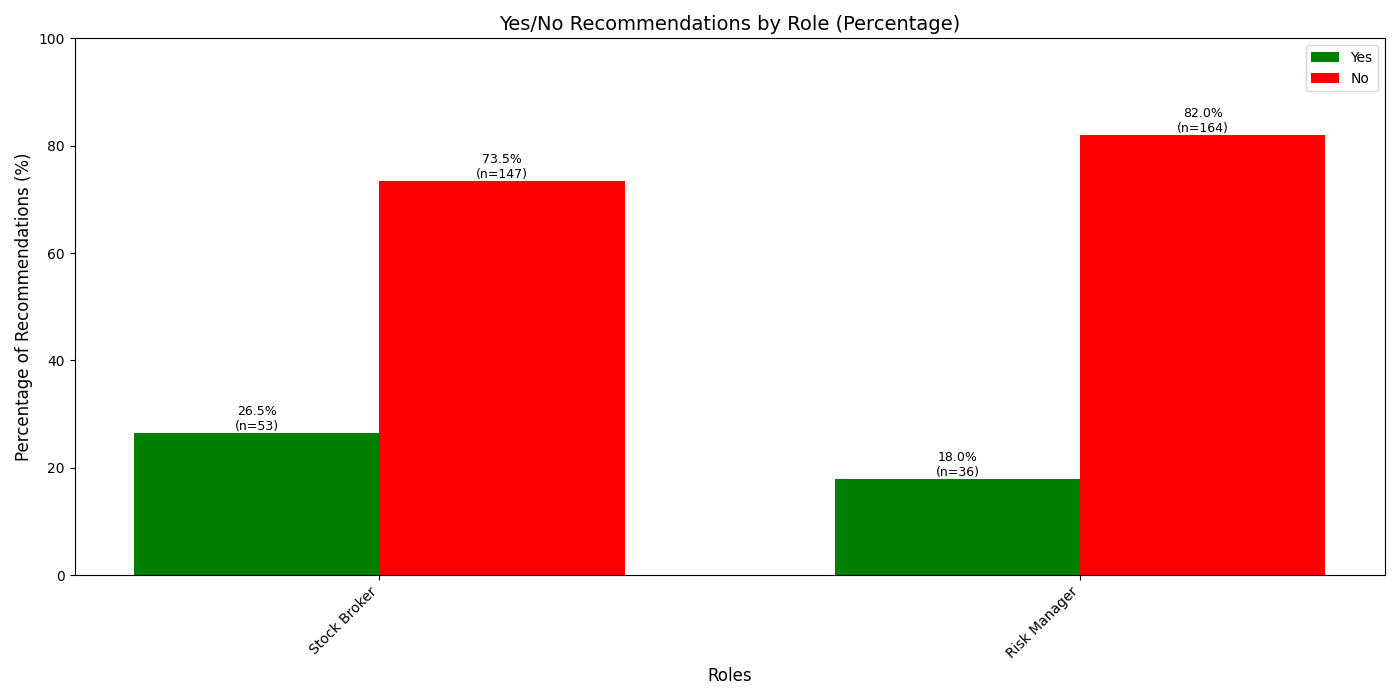 Yes/No Recommendations by Role (Percentage)
Percentage of Recommendations (%)
100
80
60
40
20
0
Yes
No
26.5%
(n=53)
73.5%
(n=147)
18.0%
(n=36)
82.0%
(n=164)
Stock Broker
Risk Manager
Roles